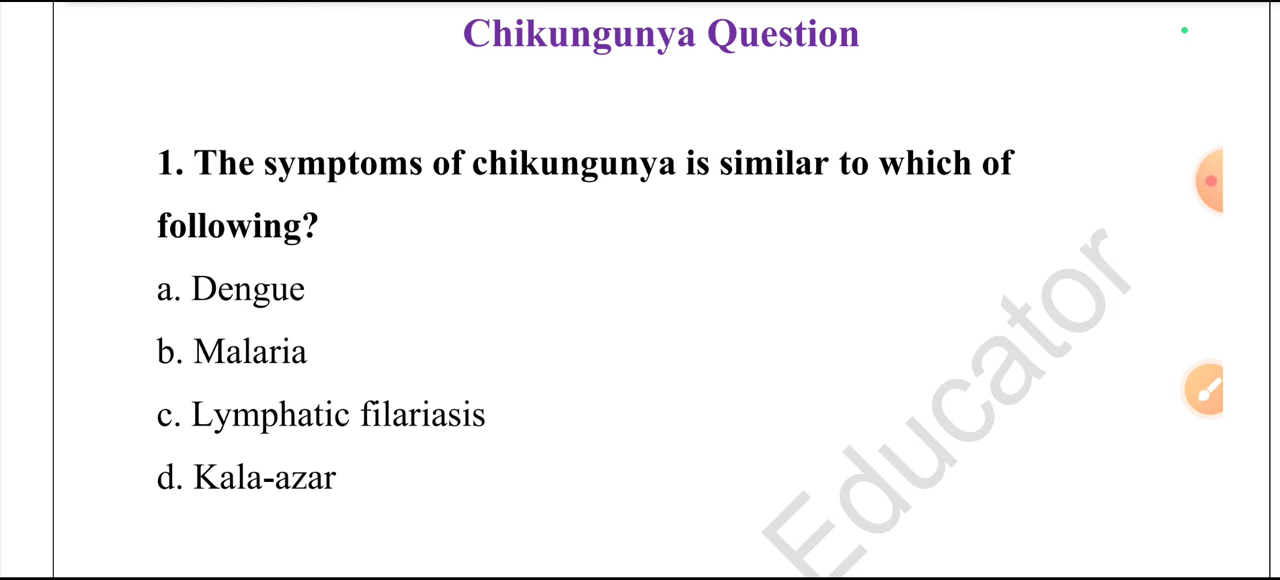 Chikungunya Question
1. The symptoms of chikungunya is similar to which of
following?
a. Dengue
b. Malaria
c. Lymphatic filariasis
d. Kala-azar
Educator